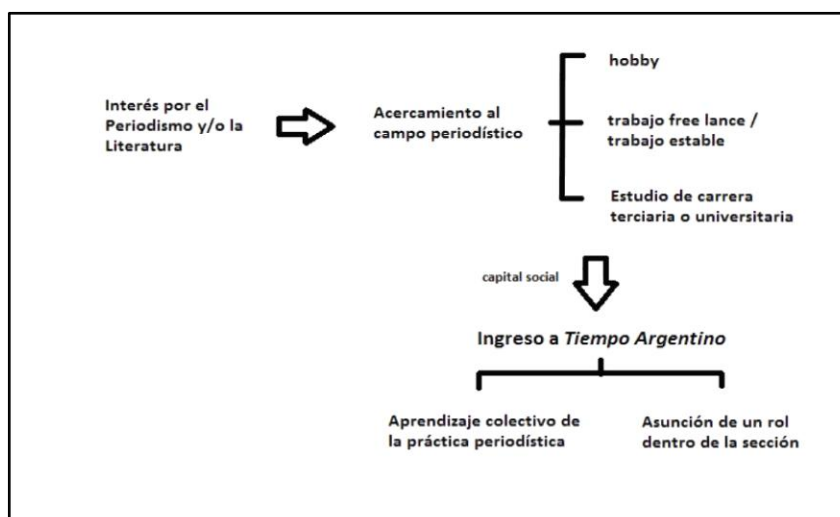 Interés por el
Periodismo y/o la
Literatura
Acercamiento al
campo periodístico
hobby
trabajo free lance /
trabajo estable
Estudio de carrera
terciaria o universitaria
capital social
Ingreso a Tiempo Argentino
Aprendizaje colectivo de
la práctica periodística
Asunción de un rol
dentro de la sección